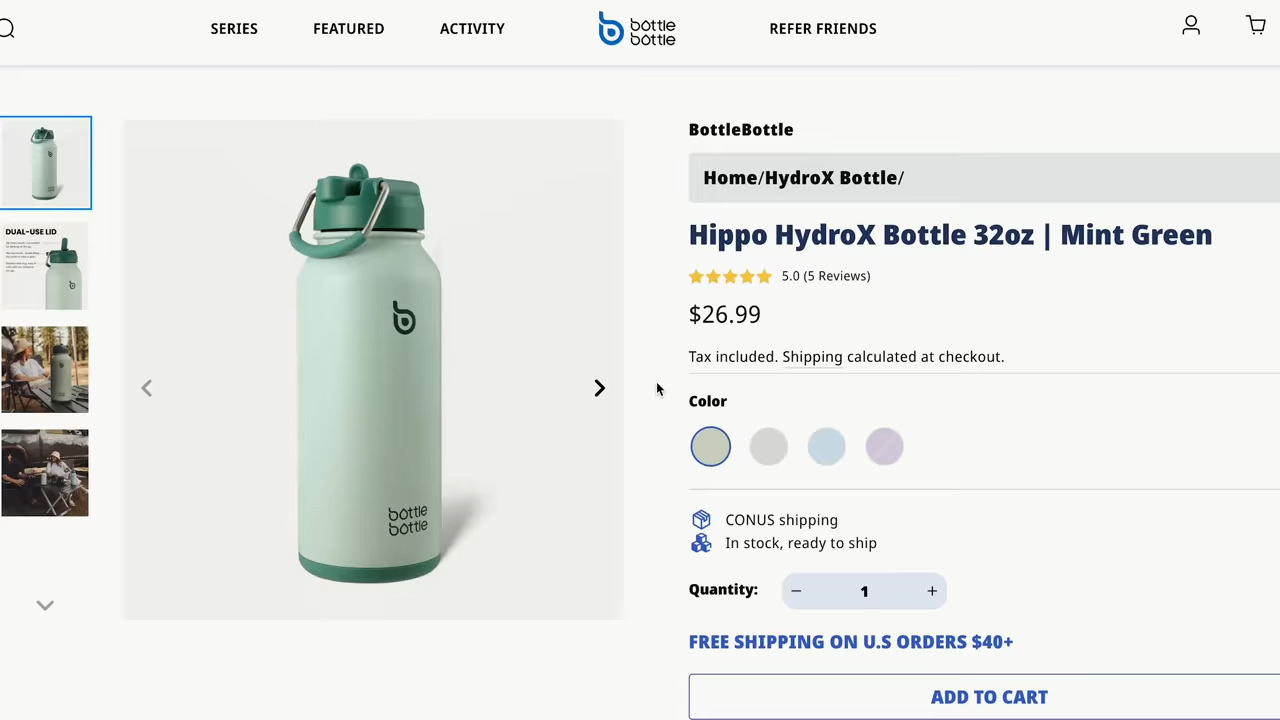 SERIES
FEATURED
ACTIVITY
bottle
bottle
REFER FRIENDS
DUAL-USE LID
bottle
bottle
BottleBottle
Home/HydroX Bottle/
Hippo HydroX Bottle 32oz | Mint Green
5.0 (5 Reviews)
$26.99
Tax included. Shipping calculated at checkout.
Color
CONUS shipping
In stock, ready to ship
Quantity:
− 1 +
FREE SHIPPING ON U.S ORDERS $40+
ADD TO CART